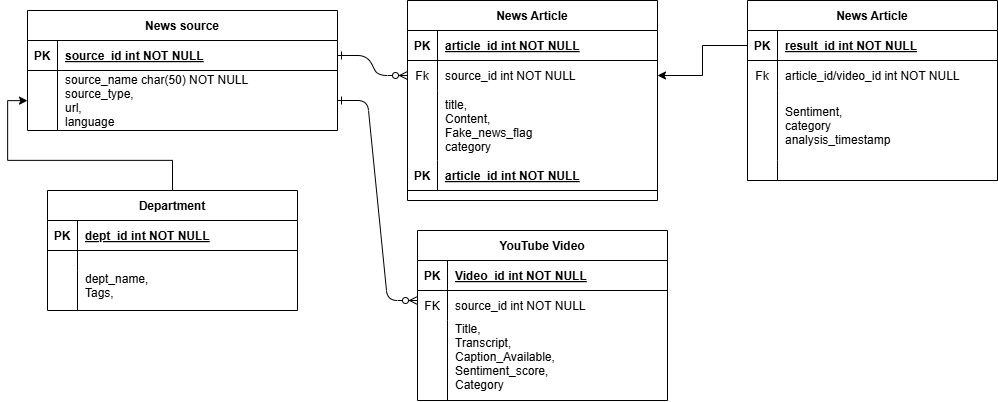 News source
PK source_id int NOT NULL
source_name char(50) NOT NULL
source_type,
url,
language
News Article
PK article_id int NOT NULL
Fk source_id int NOT NULL
title,
Content,
Fake_news_flag
category
PK article_id int NOT NULL
News Article
PK result_id int NOT NULL
Fk article_id/video_id int NOT NULL
Sentiment,
category
analysis_timestamp
Department
PK dept_id int NOT NULL
dept_name,
Tags,
YouTube Video
PK Video_id int NOT NULL
FK source_id int NOT NULL
Title,
Transcript,
Caption_Available,
Sentiment_score,
Category